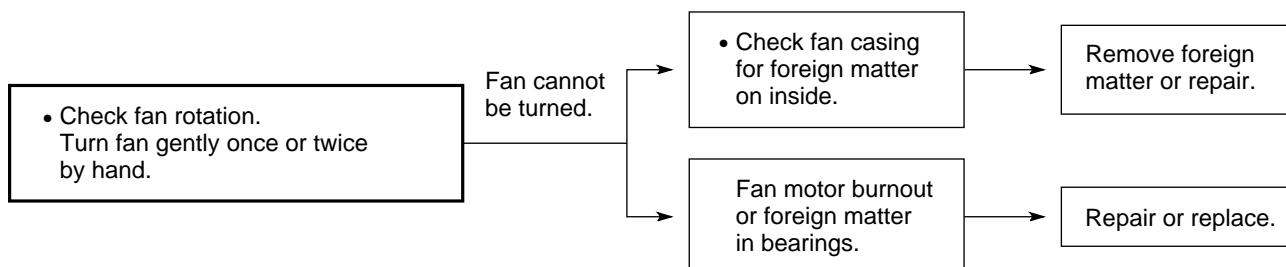 • Check fan rotation.
Turn fan gently once or twice
by hand.
Fan cannot
be turned.
• Check fan casing
for foreign matter
on inside.
Remove foreign
matter or repair.
Fan motor burnout
or foreign matter
in bearings.
Repair or replace.